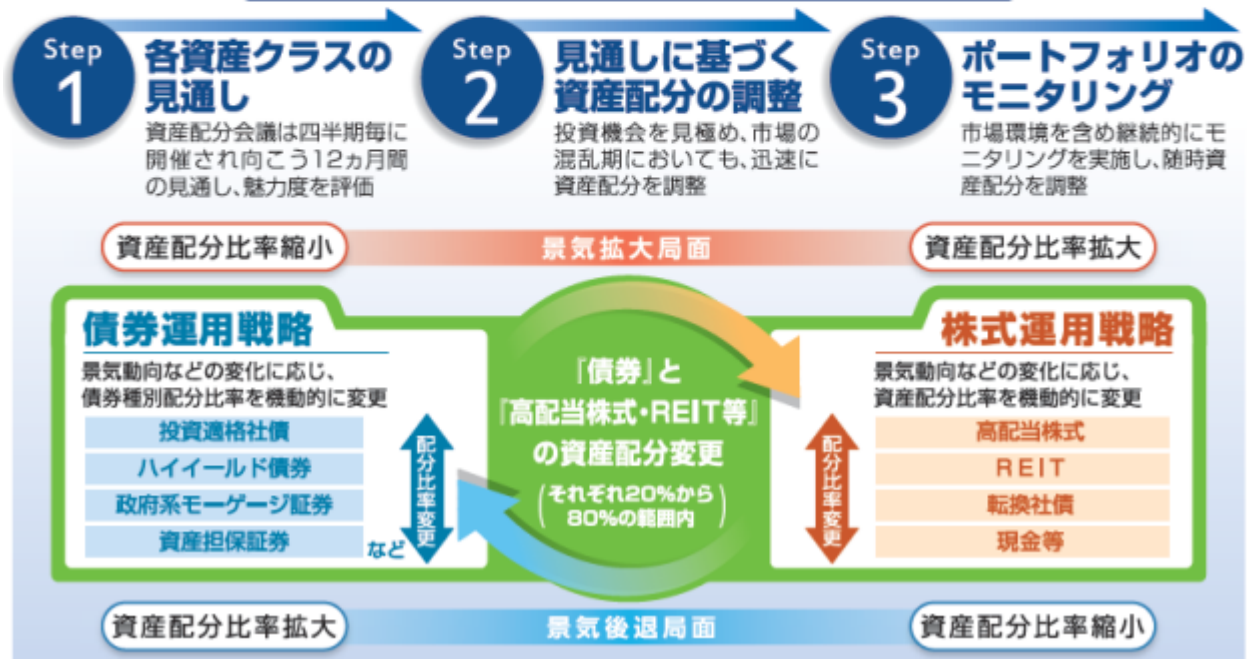 Step
1
各資産クラスの
見通し
資産配分会議は四半期毎に
開催され向こう12ヵ月間
の見通し、魅力度を評価
Step
2
見通しに基づく
資産配分の調整
投資機会を見極め、市場の
混乱期においても、迅速に
資産配分を調整
Step
3
ポートフォリオの
モニタリング
市場環境を含め継続的にモ
ニタリングを実施し、随時資
産配分を調整
資産配分比率縮小
景気拡大局面
資産配分比率拡大
債券運用戦略
景気動向などの変化に応じ、
債券種別配分比率を機動的に変更
投資適格社債
ハイイールド債券
政府系モーゲージ証券
資産担保証券
など
配分比率変更
『債券』と
『高配当株式・REIT等』
の資産配分変更
(それぞれ20%から
80%の範囲内)
株式運用戦略
景気動向などの変化に応じ、
資産配分比率を機動的に変更
配分比率変更
高配当株式
REIT
転換社債
現金等
資産配分比率拡大
景気後退局面
資産配分比率縮小